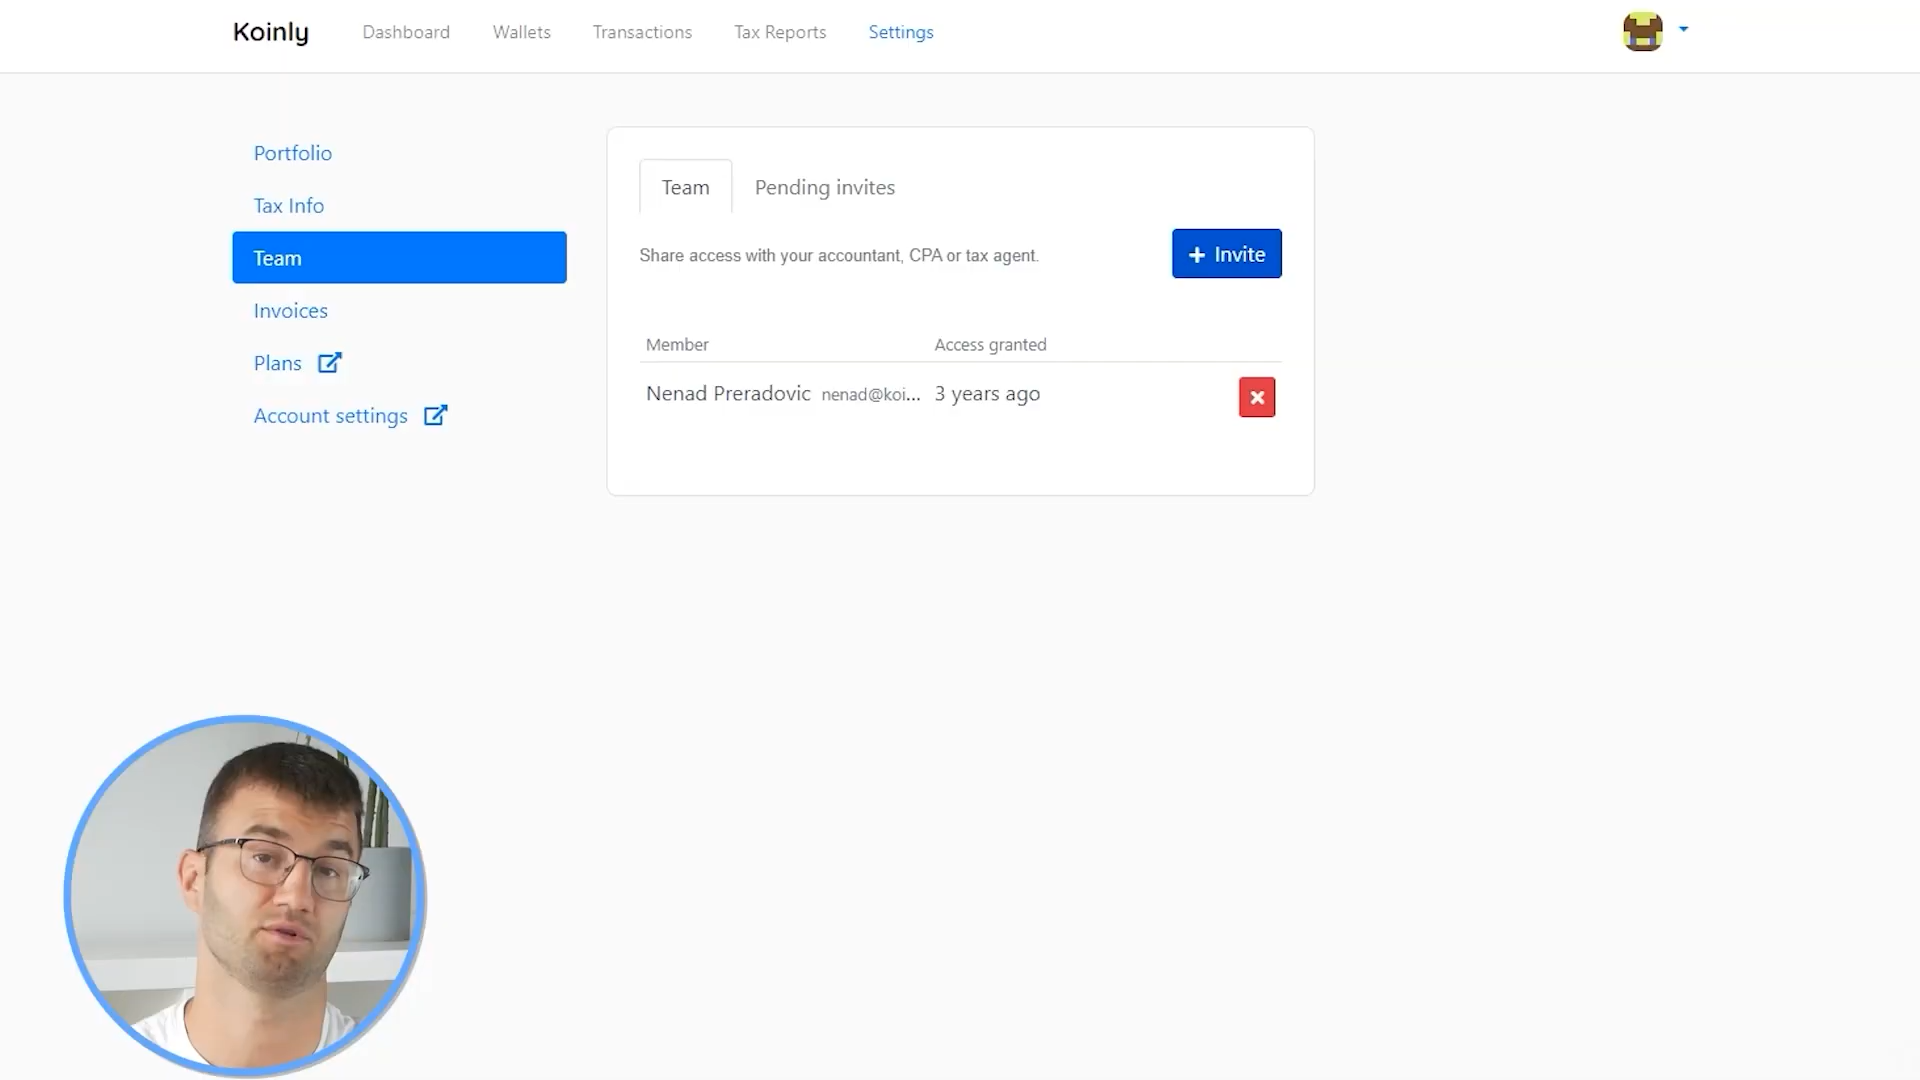 Koinly Dashboard Wallets Transactions Tax Reports Settings
Portfolio
Tax Info
Team
Invoices
Plans
Account settings
Team Pending invites
Share access with your accountant, CPA or tax agent.
+ Invite
Member Access granted
Nenad Preradovic nenad@koi... 3 years ago